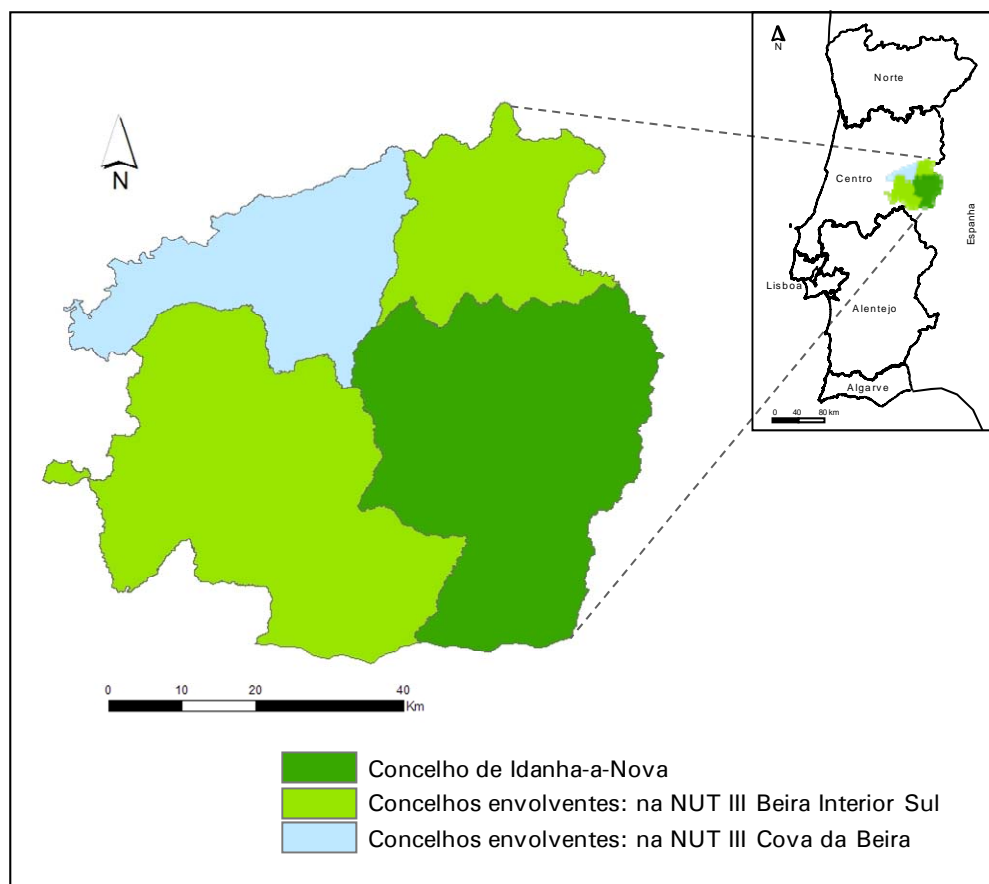 N
Norte
Centro
Espanha
Lisboa
Alentejo
Algarve
0 40 80 km
N
0 10 20 40
Km
Concelho de Idanha-a-Nova
Concelhos envolventes: na NUT III Beira Interior Sul
Concelhos envolventes: na NUT III Cova da Beira